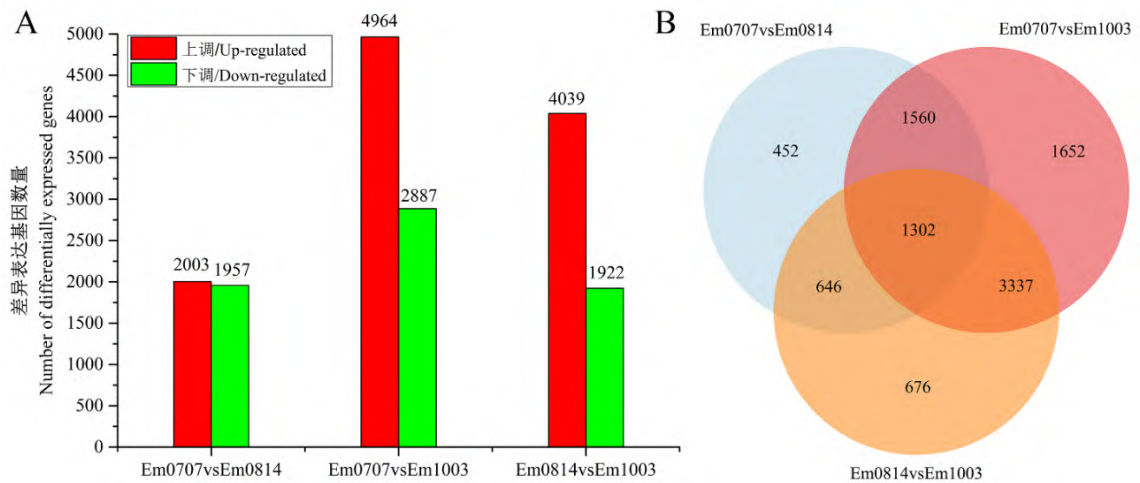 A
差异表达基因数量
Number of differentially expressed genes
5000
4500
4000
3500
3000
2500
2000
1500
1000
500
0
上调/Up-regulated
下调/Down-regulated
2003
1957
4964
2887
4039
1922
Em0707vsEm0814
Em0707vsEm1003
Em0814vsEm1003
B
Em0707vsEm0814
Em0707vsEm1003
1560
452
1652
1302
646
3337
676
Em0814vsEm1003